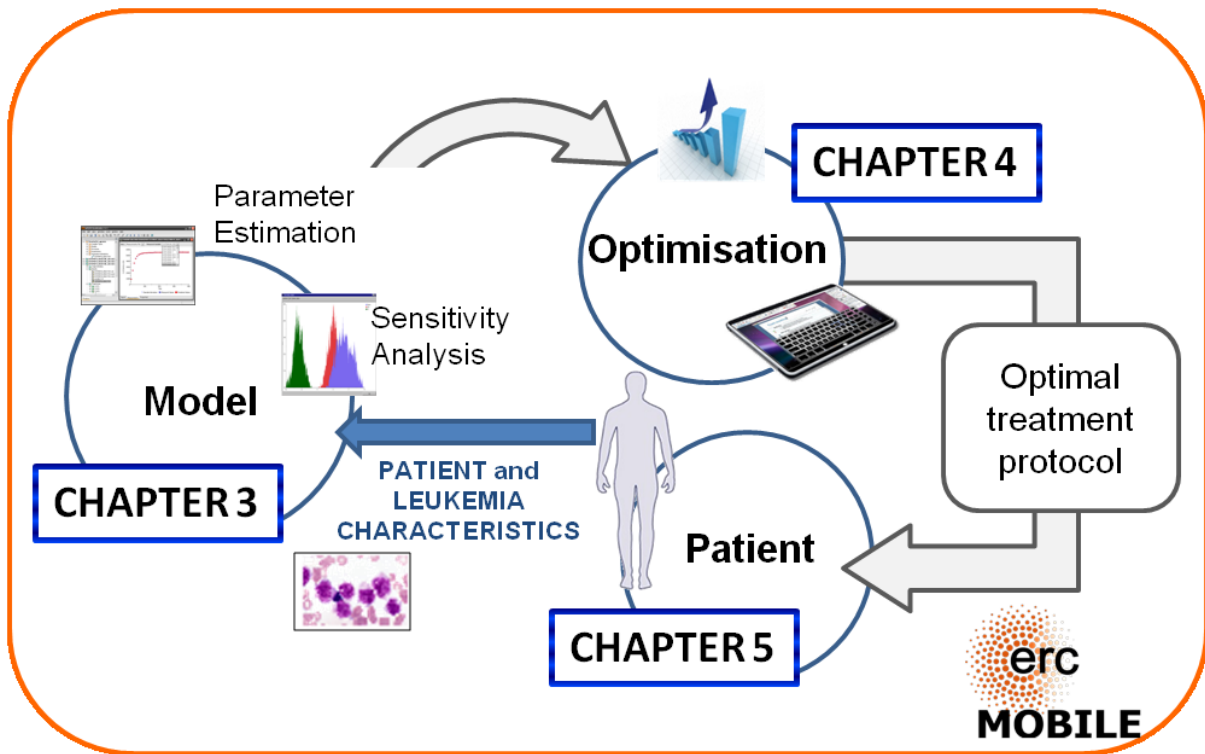 Parameter
Estimation
Sensitivity
Analysis
Model
CHAPTER 3
PATIENT and
LEUKEMIA
CHARACTERISTICS
CHAPTER 4
Optimisation
Optimal
treatment
protocol
Patient
CHAPTER 5
erc
MOBILE